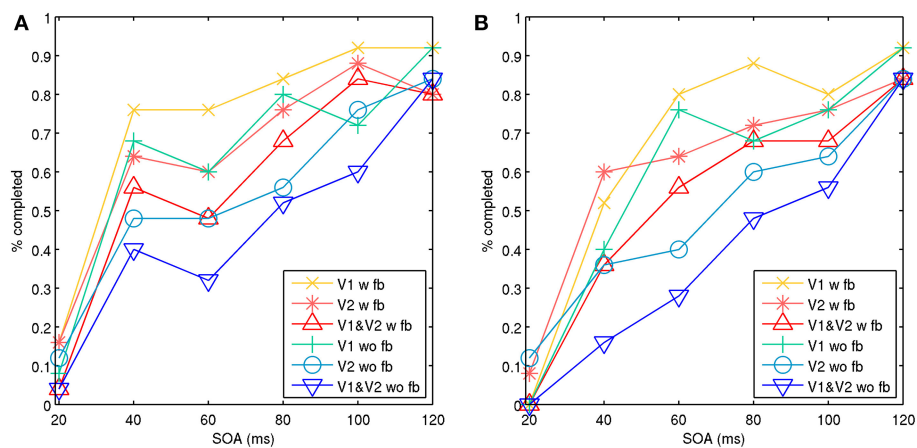 A
1
0.9
0.8
0.7
0.6
0.5
0.4
0.3
0.2
0.1
0
% completed
20 40 60 80 100 120
SOA (ms)
V1 w fb
V2 w fb
V1&V2 w fb
V1 wo fb
V2 wo fb
V1&V2 wo fb
B
1
0.9
0.8
0.7
0.6
0.5
0.4
0.3
0.2
0.1
0
% completed
20 40 60 80 100 120
SOA (ms)
V1 w fb
V2 w fb
V1&V2 w fb
V1 wo fb
V2 wo fb
V1&V2 wo fb